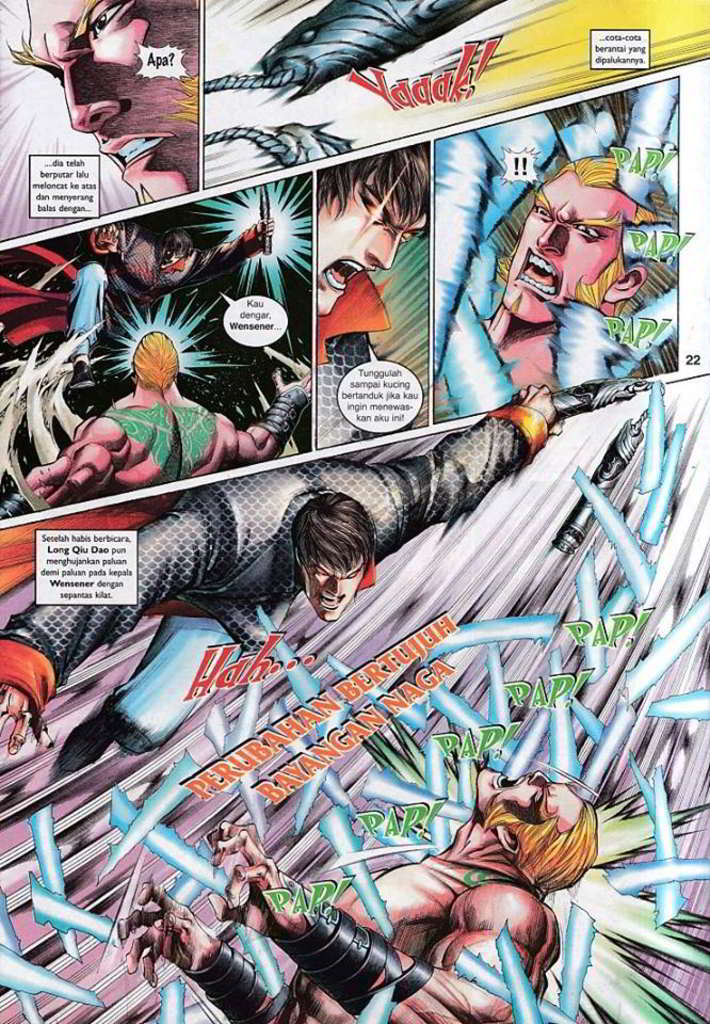 Apa?
...dia telah
berputar lalu
meloncat ke atas
dan menyerang
balas dengan...
Yaaak!
...cota-cota
berantai yang
dipalukannya.
Kau
dengar,
Wensener...
Tunggulah
sampai kucing
bertanduk jika kau
ingin menewas-
kan aku ini!
!!
PAP!
PAP!
PAP!
22
Setelah habis berbicara,
Long Qiu Dao pun
menghujankan paluan
demi paluan pada kepala
Wensener dengan
sepantas kilat.
Hah...
PERUBAHAN BERTUJUH
BAYANGAN NAGA
PAP!
PAP!
PAP!
PAP!
PAP!